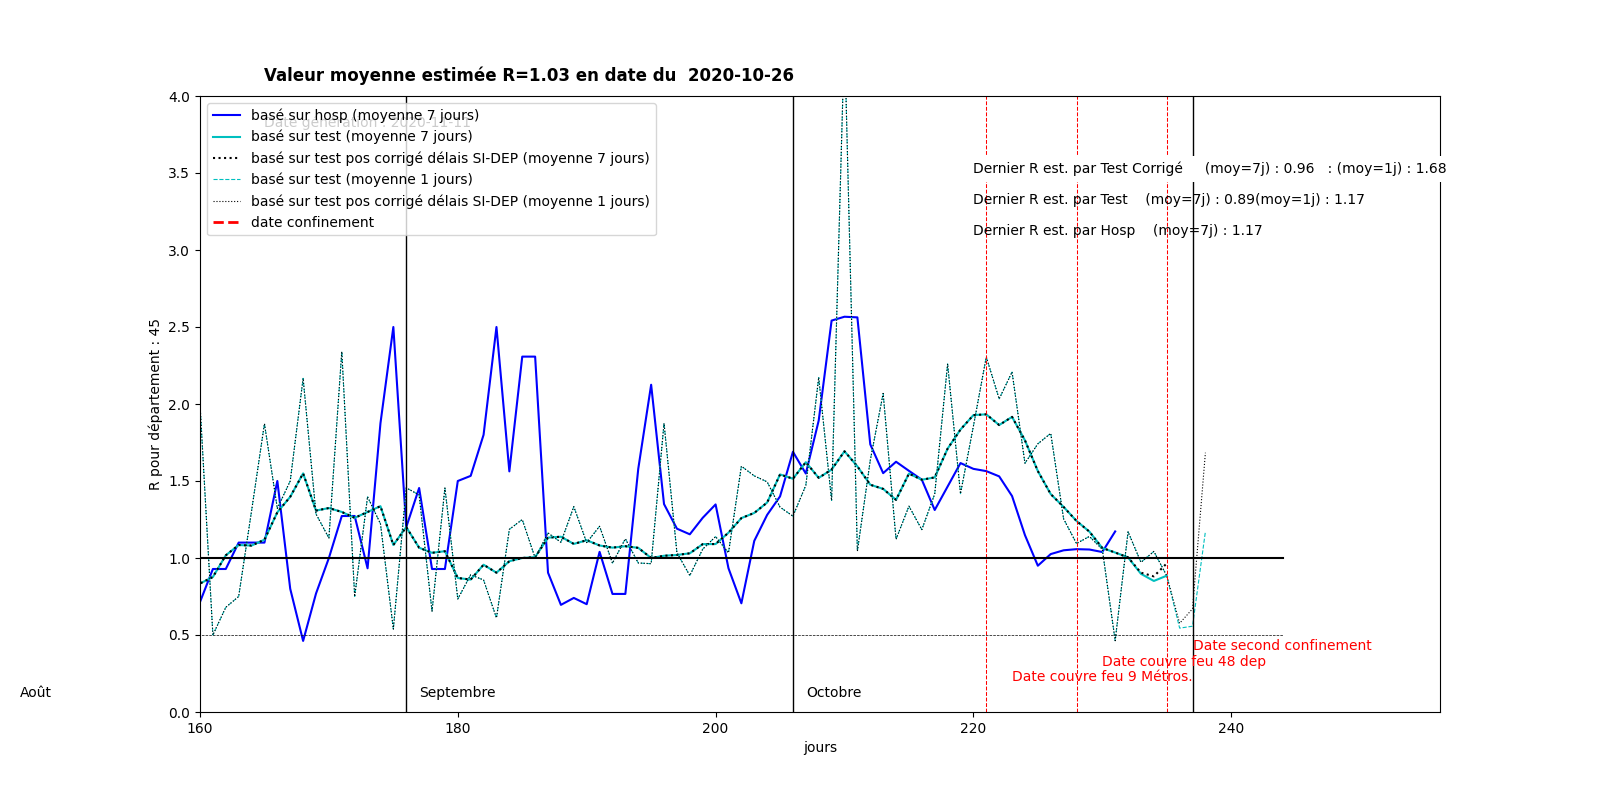 Valeur moyenne estimée R=1.03 en date du  2020-10-26
4.0
3.5
3.0
2.5
2.0
1.5
1.0
0.5
0.0
R pour département : 45
basé sur hosp (moyenne 7 jours)
Date génération : 2020-11-11
basé sur test (moyenne 7 jours)
basé sur test pos corrigé délais SI-DEP (moyenne 7 jours)
basé sur test (moyenne 1 jours)
basé sur test pos corrigé délais SI-DEP (moyenne 1 jours)
date confinement
Dernier R est. par Test Corrigé     (moy=7j) : 0.96   : (moy=1j) : 1.68
Dernier R est. par Test    (moy=7j) : 0.89(moy=1j) : 1.17
Dernier R est. par Hosp    (moy=7j) : 1.17
Date second confinement
Date couvre feu 48 dep
Date couvre feu 9 Métros.
Août
Septembre
Octobre
160
180
200
220
240
jours